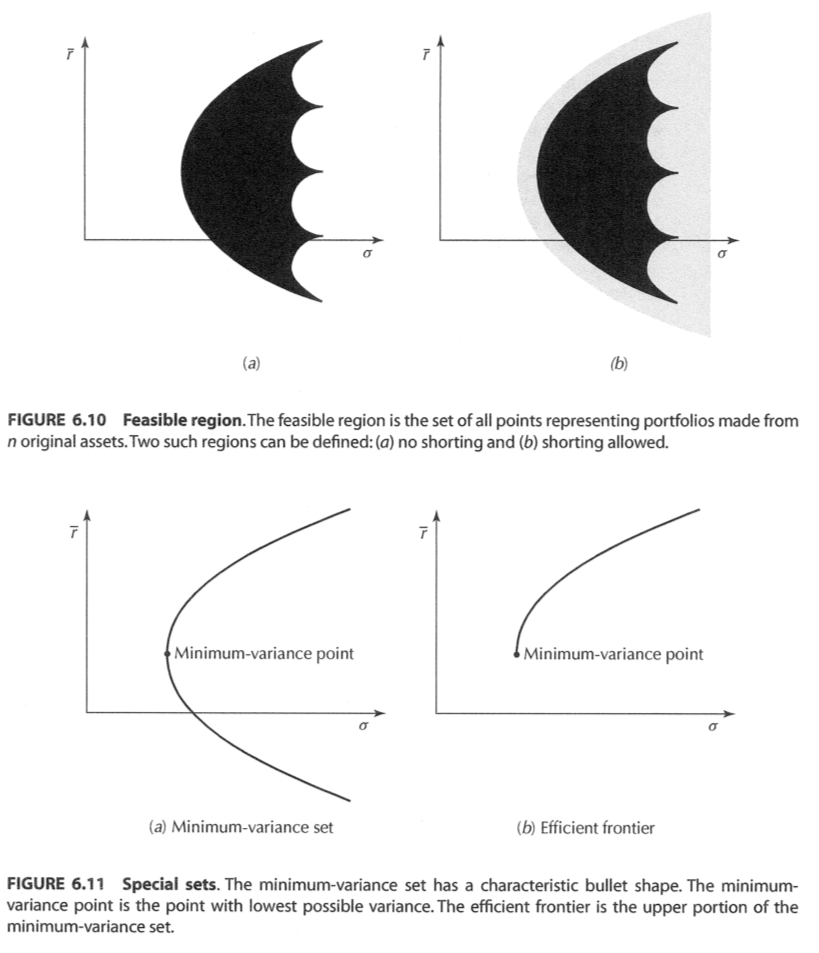 r̄
r̄
σ
σ
(a)
(b)
FIGURE 6.10 Feasible region. The feasible region is the set of all points representing portfolios made from
n original assets. Two such regions can be defined: (a) no shorting and (b) shorting allowed.
r̄
r̄
Minimum-variance point
Minimum-variance point
σ
σ
(a) Minimum-variance set
(b) Efficient frontier
FIGURE 6.11 Special sets. The minimum-variance set has a characteristic bullet shape. The minimum-
variance point is the point with lowest possible variance. The efficient frontier is the upper portion of the
minimum-variance set.